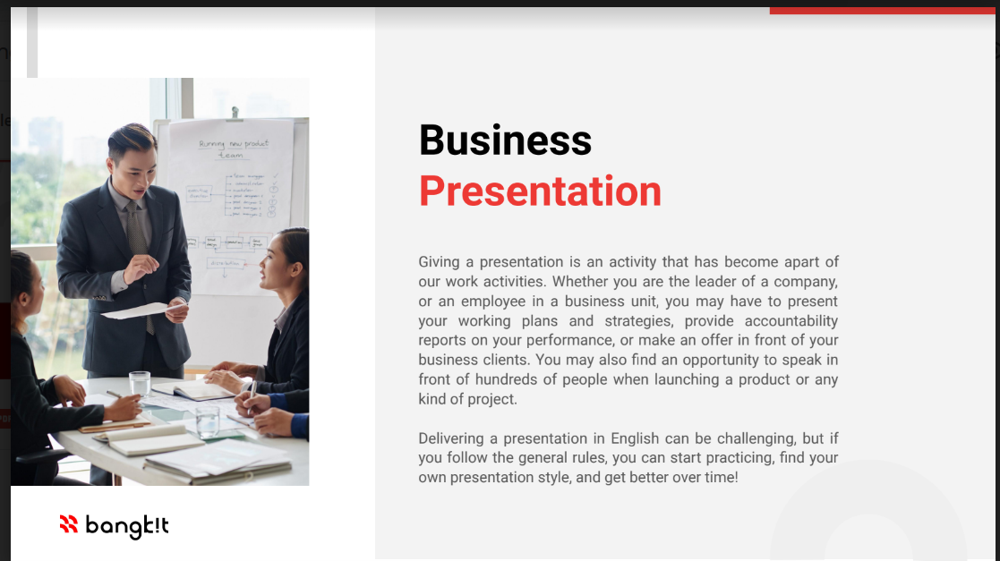 Business
Presentation
Giving a presentation is an activity that has become apart of
our work activities. Whether you are the leader of a company,
or an employee in a business unit, you may have to present
your working plans and strategies, provide accountability
reports on your performance, or make an offer in front of your
business clients. You may also find an opportunity to speak in
front of hundreds of people when launching a product or any
kind of project.
Delivering a presentation in English can be challenging, but if
you follow the general rules, you can start practicing, find your
own presentation style, and get better over time!
Running new product
team
bangk!t